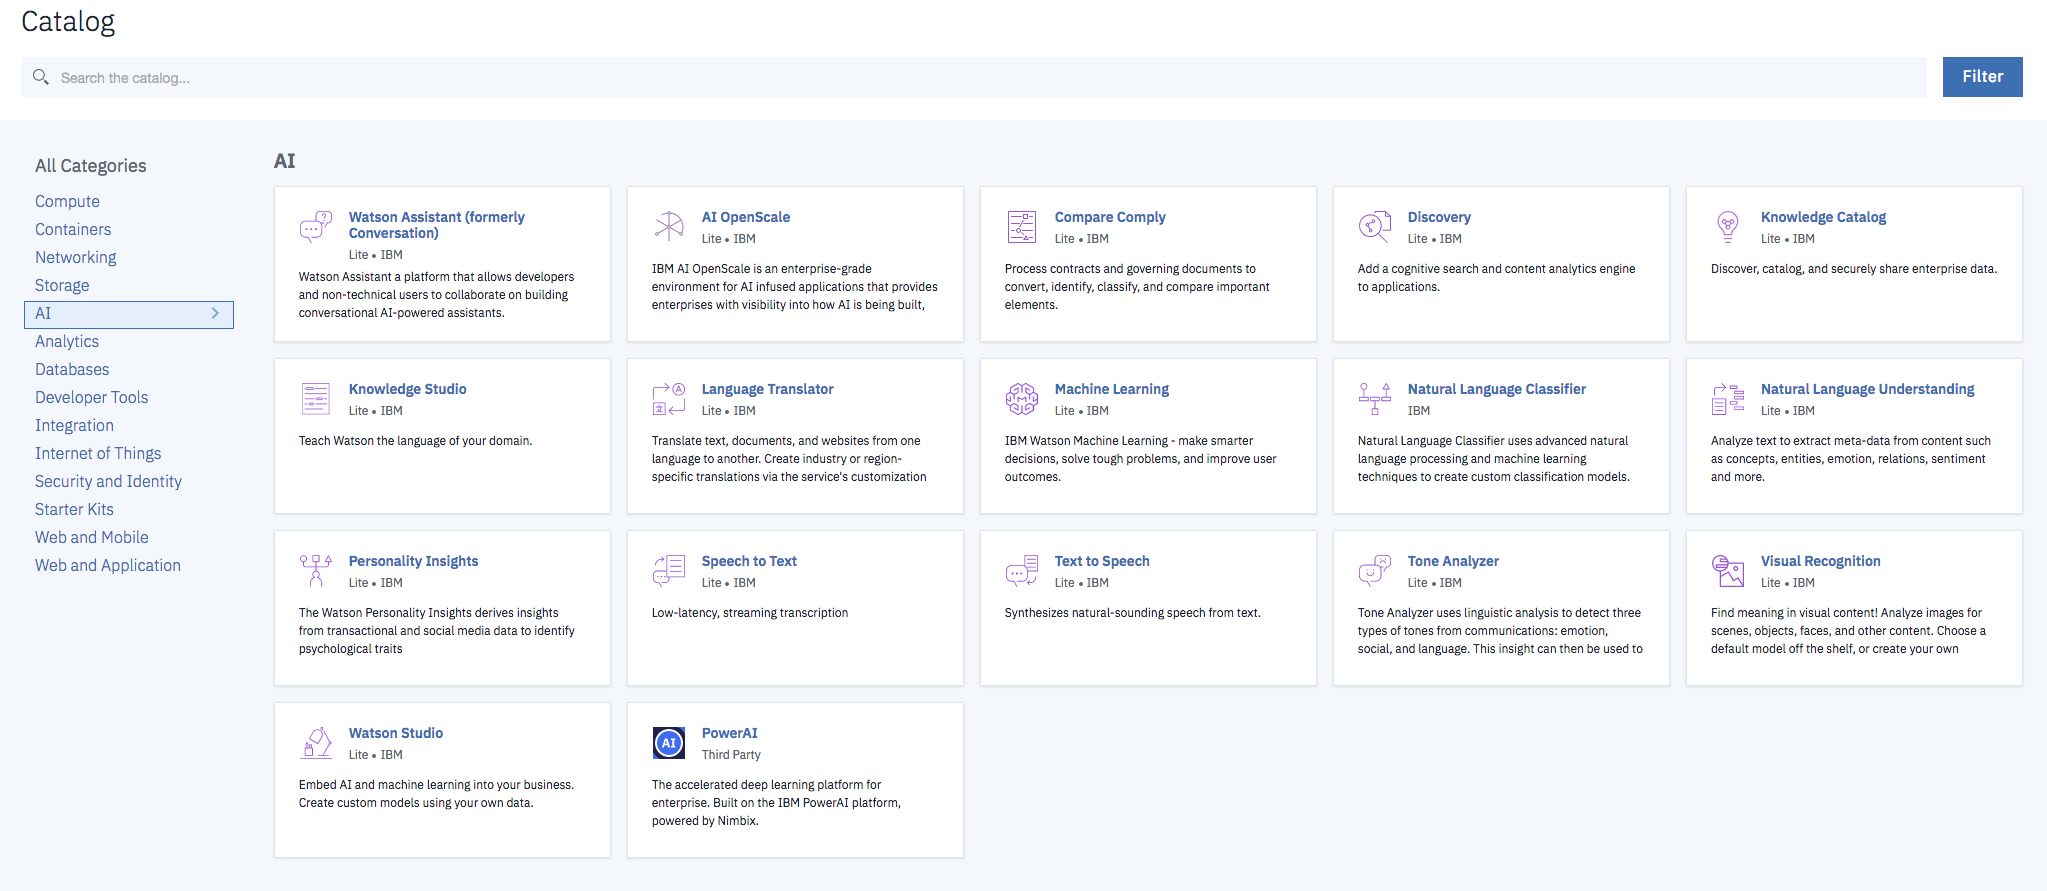 Catalog
Search the catalog...
Filter
All Categories
Compute
Containers
Networking
Storage
AI
Analytics
Databases
Developer Tools
Integration
Internet of Things
Security and Identity
Starter Kits
Web and Mobile
Web and Application
AI
Watson Assistant (formerly
Conversation)
Lite • IBM
Watson Assistant a platform that allows developers
and non-technical users to collaborate on building
conversational AI-powered assistants.
AI OpenScale
Lite • IBM
IBM AI OpenScale is an enterprise-grade
environment for AI infused applications that provides
enterprises with visibility into how AI is being built,
Compare Comply
Lite • IBM
Process contracts and governing documents to
convert, identify, classify, and compare important
elements.
Discovery
Lite • IBM
Add a cognitive search and content analytics engine
to applications.
Knowledge Catalog
Lite • IBM
Discover, catalog, and securely share enterprise data.
Knowledge Studio
Lite • IBM
Teach Watson the language of your domain.
Language Translator
Lite • IBM
Translate text, documents, and websites from one
language to another. Create industry or region-
specific translations via the service's customization
Machine Learning
Lite • IBM
IBM Watson Machine Learning - make smarter
decisions, solve tough problems, and improve user
outcomes.
Natural Language Classifier
IBM
Natural Language Classifier uses advanced natural
language processing and machine learning
techniques to create custom classification models.
Natural Language Understanding
Lite • IBM
Analyze text to extract meta-data from content such
as concepts, entities, emotion, relations, sentiment
and more.
Personality Insights
Lite • IBM
The Watson Personality Insights derives insights
from transactional and social media data to identify
psychological traits
Speech to Text
Lite • IBM
Low-latency, streaming transcription
Text to Speech
Lite • IBM
Synthesizes natural-sounding speech from text.
Tone Analyzer
Lite • IBM
Tone Analyzer uses linguistic analysis to detect three
types of tones from communications: emotion,
social, and language. This insight can then be used to
Visual Recognition
Lite • IBM
Find meaning in visual content! Analyze images for
scenes, objects, faces, and other content. Choose a
default model off the shelf, or create your own
Watson Studio
Lite • IBM
Embed AI and machine learning into your business.
Create custom models using your own data.
AI
PowerAI
Third Party
The accelerated deep learning platform for
enterprise. Built on the IBM PowerAI platform,
powered by Nimbix.